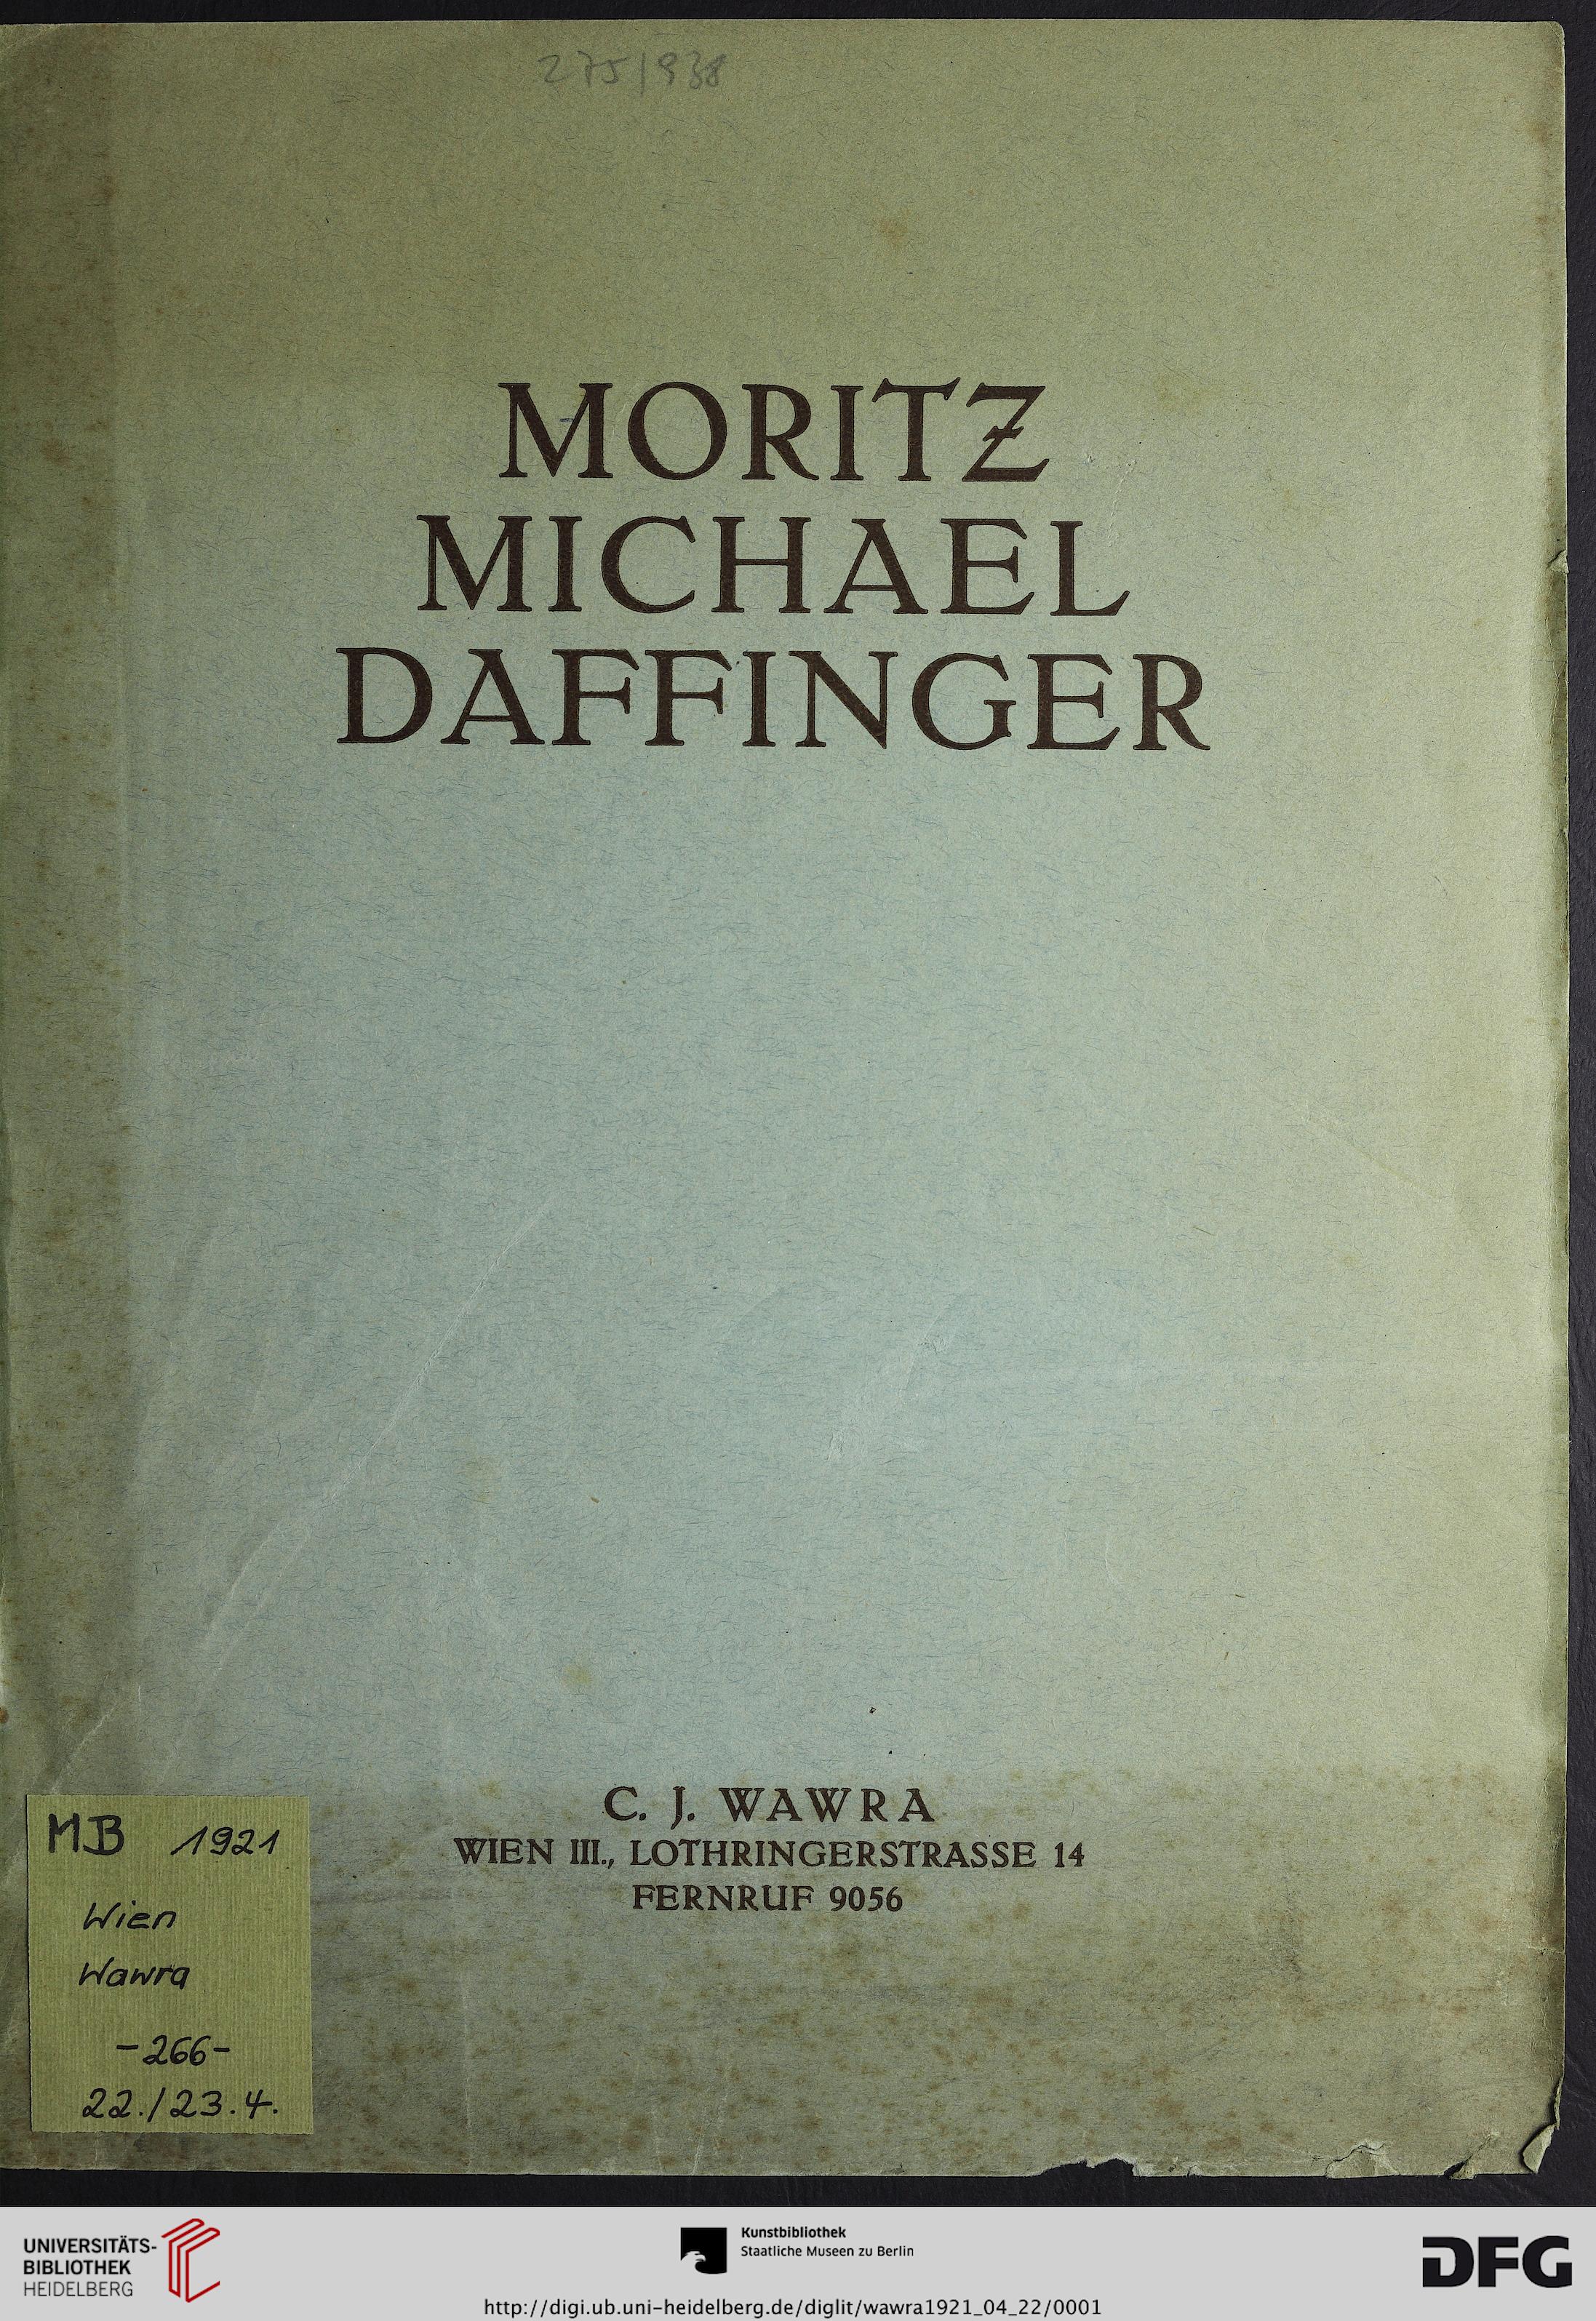 275/938
MORITZ
MICHAEL
DAFFINGER
C. J. WAWRA
WIEN III., LOTHRINGERSTRASSE 14
FERNRUF 9056
MB 1921
Wien
Wawra
-266-
22./23.4.
UNIVERSITÄTS-
BIBLIOTHEK
HEIDELBERG
Kunstbibliothek
Staatliche Museen zu Berlin
DFG
http://digi.ub.uni-heidelberg.de/diglit/wawra1921_04_22/0001